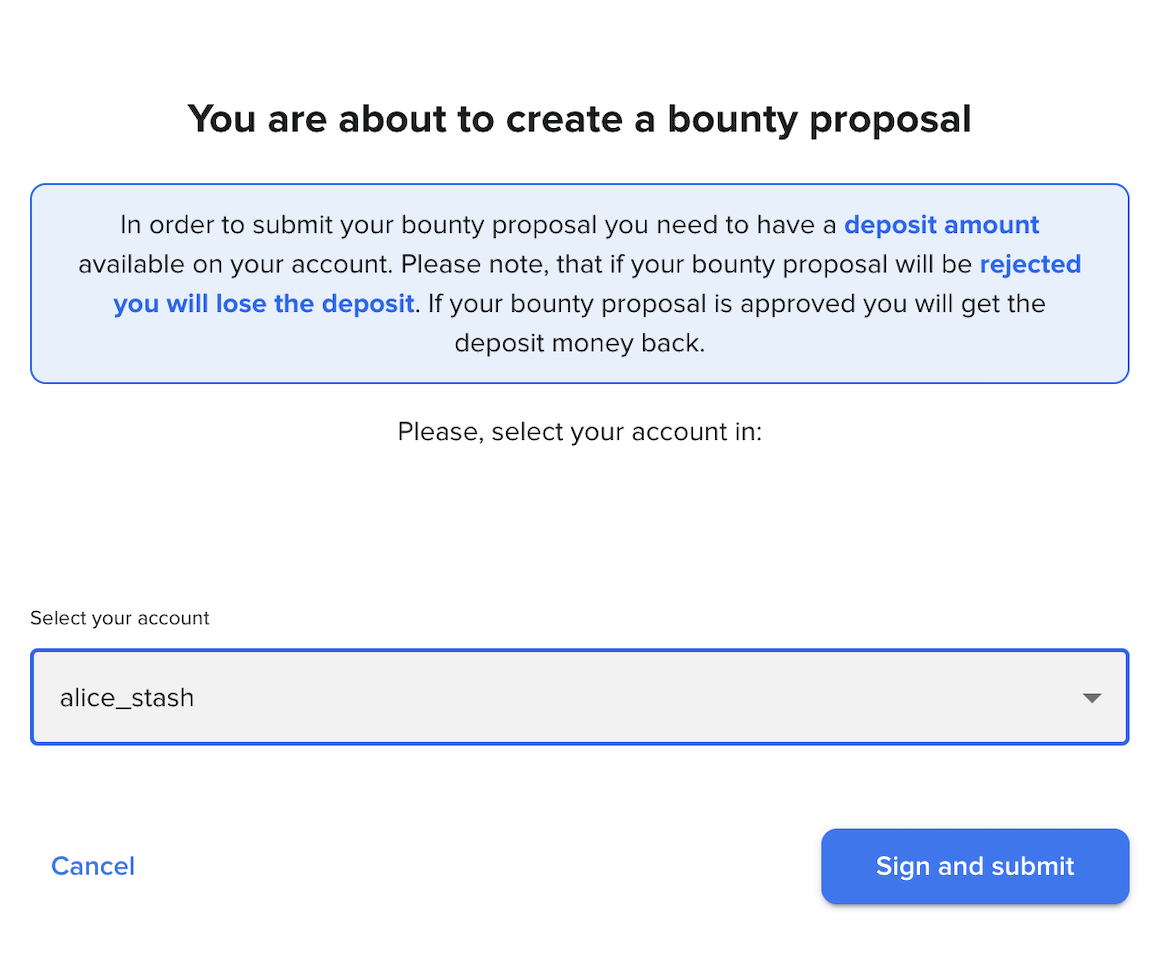 You are about to create a bounty proposal
In order to submit your bounty proposal you need to have a deposit amount
available on your account. Please note, that if your bounty proposal will be rejected
you will lose the deposit. If your bounty proposal is approved you will get the
deposit money back.
Please, select your account in:
Select your account
alice_stash
Cancel
Sign and submit